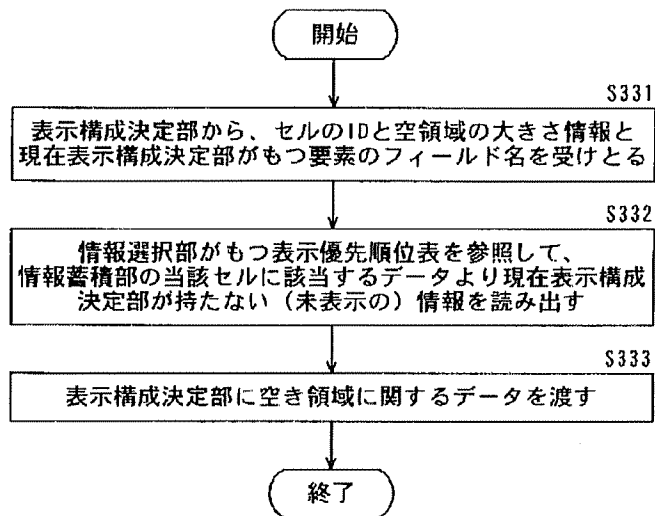 開始
S331
表示構成決定部から、セルのIDと空領域の大きさ情報と
現在表示構成決定部がもつ要素のフィールド名を受けとる
S332
情報選択部がもつ表示優先順位表を参照して、
情報蓄積部の当該セルに該当するデータより現在表示構成
決定部が持たない(未表示の)情報を読み出す
S333
表示構成決定部に空き領域に関するデータを渡す
終了